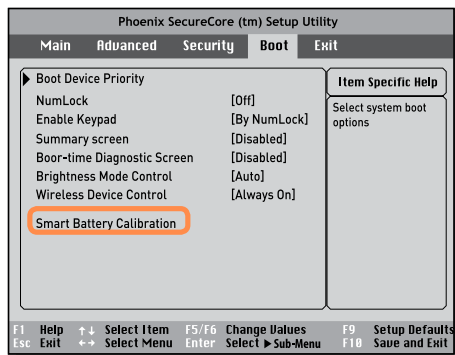 Phoenix SecureCore (tm) Setup Utility
Main Advanced Security Boot Exit
Boot Device Priority
NumLock [Off]
Enable Keypad [By NumLock]
Summary screen [Disabled]
Boor-time Diagnostic Screen [Disabled]
Brightness Mode Control [Auto]
Wireless Device Control [Always On]
Smart Battery Calibration
Item Specific Help
Select system boot
options
F1 Help ↑↓ Select Item F5/F6 Change Values F9 Setup Defaults
Esc Exit ←→ Select Menu Enter Select ▶ Sub-Menu F10 Save and Exit